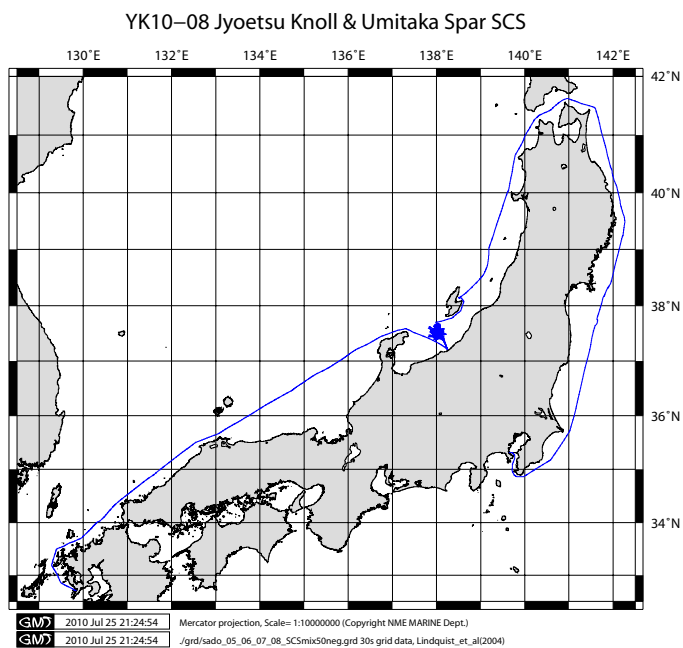 YK10−08 Jyoetsu Knoll & Umitaka Spar SCS
130˚E 132˚E 134˚E 136˚E 138˚E 140˚E 142˚E
42˚N
40˚N
38˚N
36˚N
34˚N
GMT 2010 Jul 25 21:24:54 Mercator projection, Scale= 1:10000000 (Copyright NME MARINE Dept.)
GMT 2010 Jul 25 21:24:54 ./grd/sado_05_06_07_08_SCSmix50neg.grd 30s grid data, Lindquist_et_al(2004)